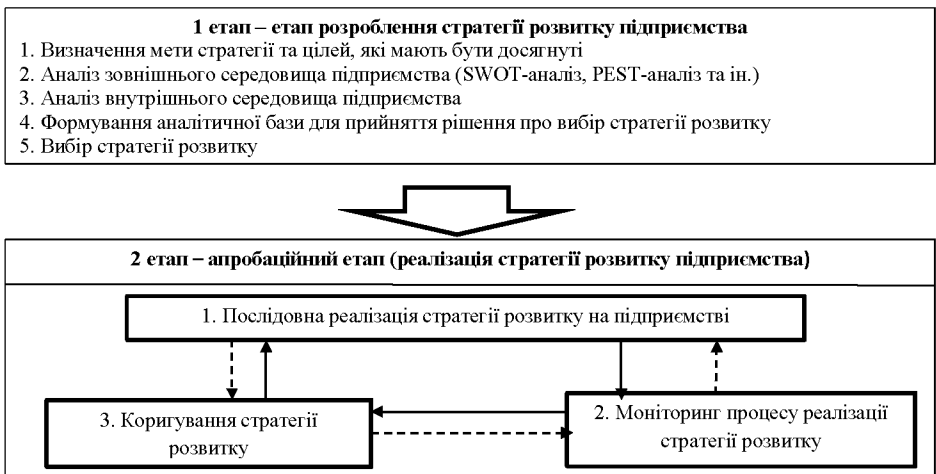 1 етап – етап розроблення стратегії розвитку підприємства
1. Визначення мети стратегії та цілей, які мають бути досягнуті
2. Аналіз зовнішнього середовища підприємства (SWOT-аналіз, PEST-аналіз та ін.)
3. Аналіз внутрішнього середовища підприємства
4. Формування аналітичної бази для прийняття рішення про вибір стратегії розвитку
5. Вибір стратегії розвитку
2 етап – апробаційний етап (реалізація стратегії розвитку підприємства)
1. Послідовна реалізація стратегії розвитку на підприємстві
3. Коригування стратегії
розвитку
2. Моніторинг процесу реалізації
стратегії розвитку